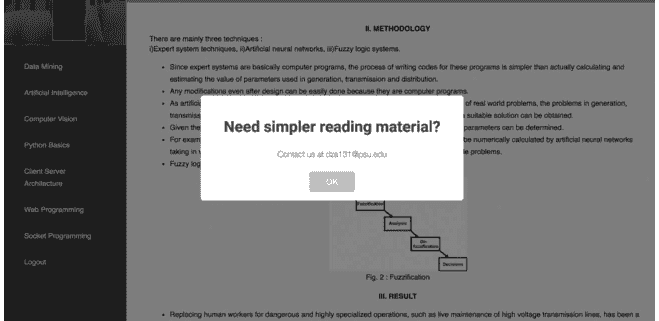 Data Mining
Artificial Intelligence
Computer Vision
Python Basics
Client Server
Architecture
Web Programming
Socket Programming
Logout
II. METHODOLOGY
There are mainly three techniques :
i)Expert system techniques, ii)Artificial neural networks, iii)Fuzzy logic systems.
• Since expert systems are basically computer programs, the process of writing codes for these programs is simpler than actually calculating and
estimating the value of parameters used in generation, transmission and distribution.
• Any modifications even after design can be easily done because they are computer programs.
• As artific of real world problems, the problems in generation,
transmis suitable solution can be obtained.
• Given the parameters can be determined.
• For exam be numerically calculated by artificial neural networks
taking in le problems.
• Fuzzy log
Need simpler reading material?
Contact us at @psu.edu
OK
Fuzzification
Analysis
De-
fuzzification
Decisions
Fig. 2 : Fuzzification
III. RESULT
• Replacing human workers for dangerous and highly specialized operations, such as live maintenance of high voltage transmission lines, has been a